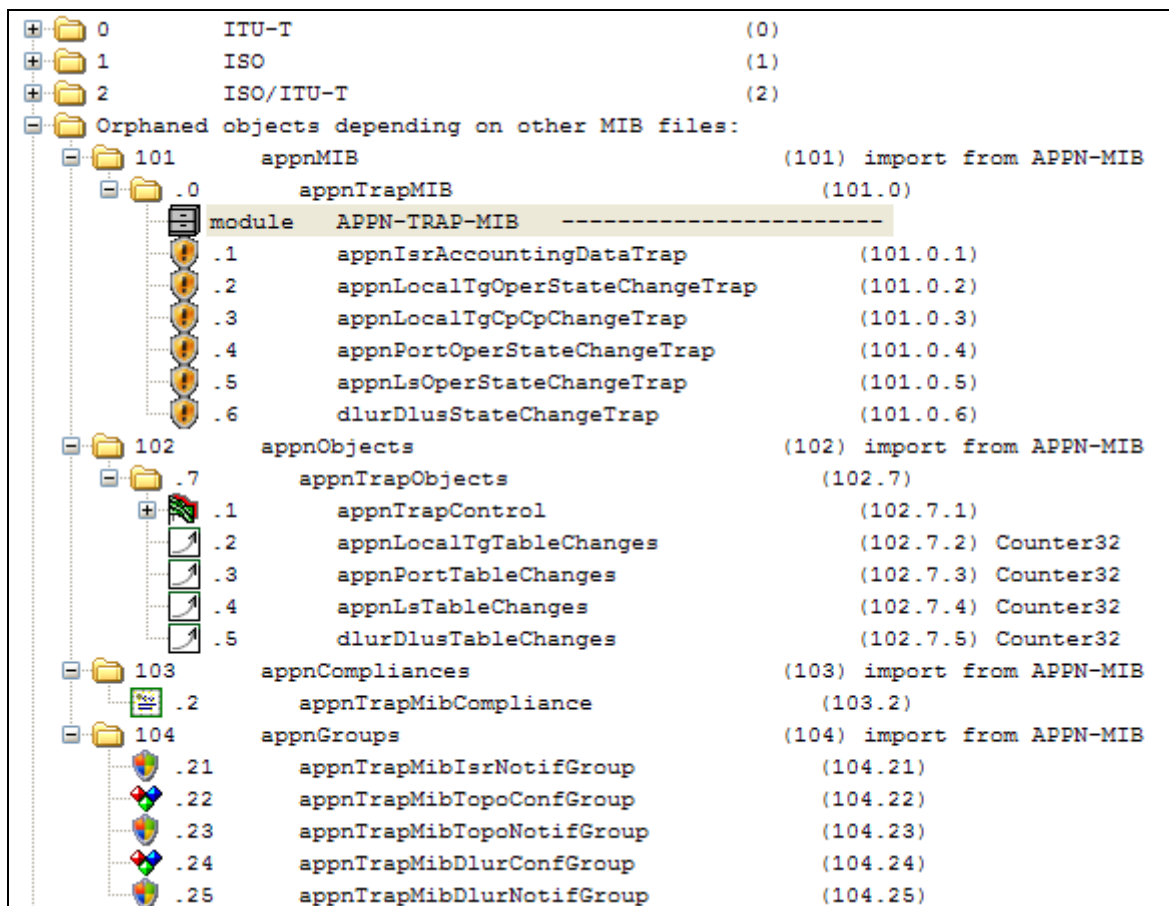 0 ITU-T (0)
1 ISO (1)
2 ISO/ITU-T (2)
Orphaned objects depending on other MIB files:
101 appnMIB (101) import from APPN-MIB
.0 appnTrapMIB (101.0)
module APPN-TRAP-MIB -----------------------
.1 appnIsrAccountingDataTrap (101.0.1)
.2 appnLocalTgOperStateChangeTrap (101.0.2)
.3 appnLocalTgCpCpChangeTrap (101.0.3)
.4 appnPortOperStateChangeTrap (101.0.4)
.5 appnLsOperStateChangeTrap (101.0.5)
.6 dlurDlusStateChangeTrap (101.0.6)
102 appnObjects (102) import from APPN-MIB
.7 appnTrapObjects (102.7)
.1 appnTrapControl (102.7.1)
.2 appnLocalTgTableChanges (102.7.2) Counter32
.3 appnPortTableChanges (102.7.3) Counter32
.4 appnLsTableChanges (102.7.4) Counter32
.5 dlurDlusTableChanges (102.7.5) Counter32
103 appnCompliances (103) import from APPN-MIB
.2 appnTrapMibCompliance (103.2)
104 appnGroups (104) import from APPN-MIB
.21 appnTrapMibIsrNotifGroup (104.21)
.22 appnTrapMibTopoConfGroup (104.22)
.23 appnTrapMibTopoNotifGroup (104.23)
.24 appnTrapMibDlurConfGroup (104.24)
.25 appnTrapMibDlurNotifGroup (104.25)